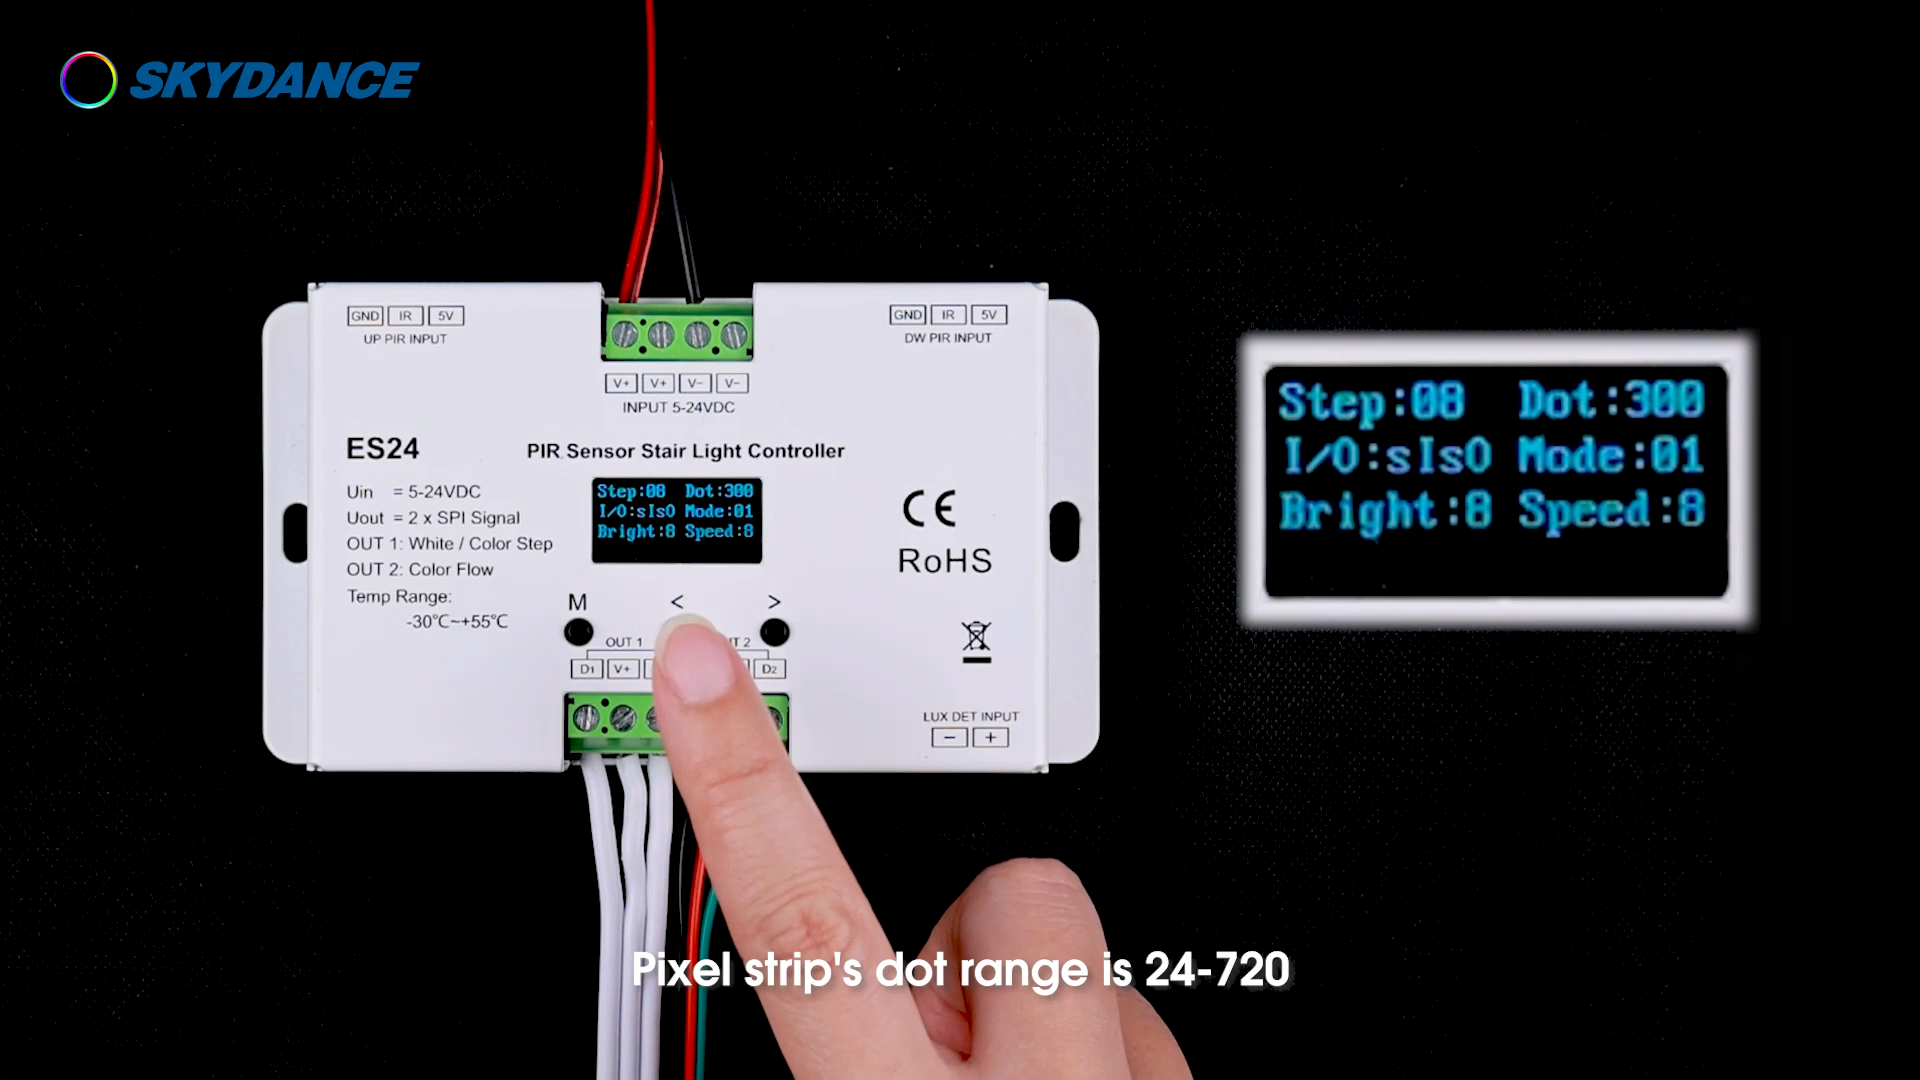 SKYDANCE
GND IR 5V
UP PIR INPUT
GND IR 5V
DW PIR INPUT
V+ V+ V- V-
INPUT 5-24VDC
ES24
PIR Sensor Stair Light Controller
Uin = 5-24VDC
Uout = 2 x SPI Signal
OUT 1: White / Color Step
OUT 2: Color Flow
Temp Range:
-30℃~+55℃
Step:08 Dot:300
I/O:sIsO Mode:01
Bright:8 Speed:8
CE
RoHS
M < >
OUT 1
D1 V+
D2
LUX DET INPUT
- +
Step:08 Dot:300
I/O:sIsO Mode:01
Bright:8 Speed:8
Pixel strip's dot range is 24-720